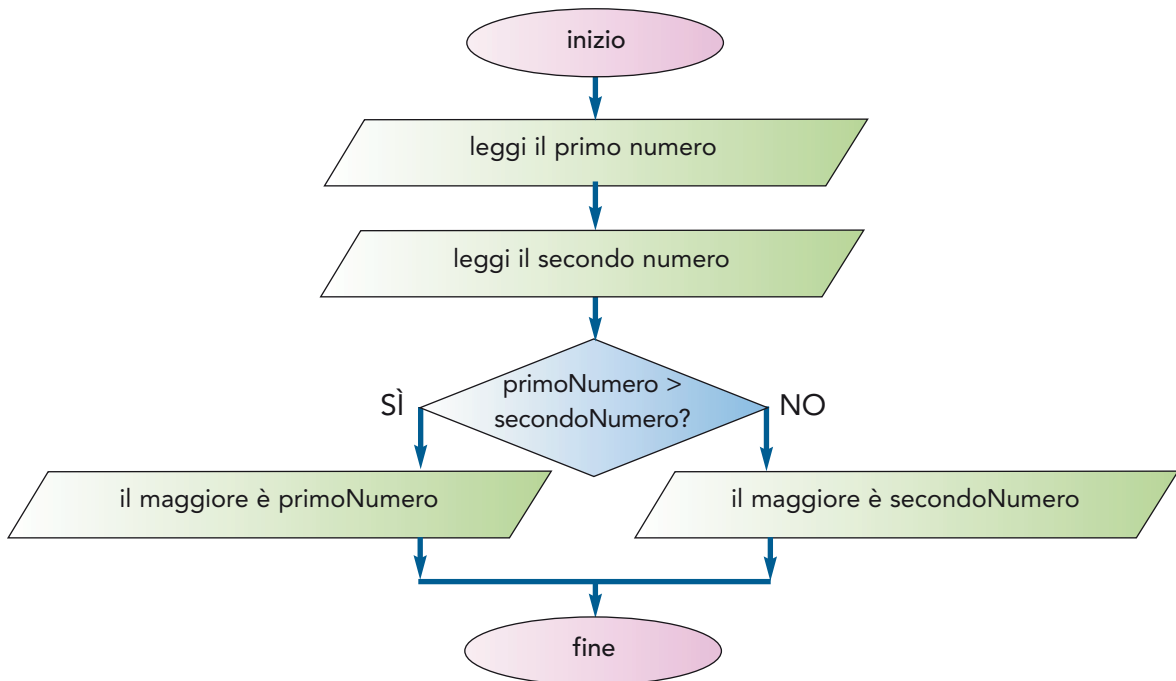 inizio
leggi il primo numero
leggi il secondo numero
primoNumero >
secondoNumero?
SÌ
NO
il maggiore è primoNumero
il maggiore è secondoNumero
fine